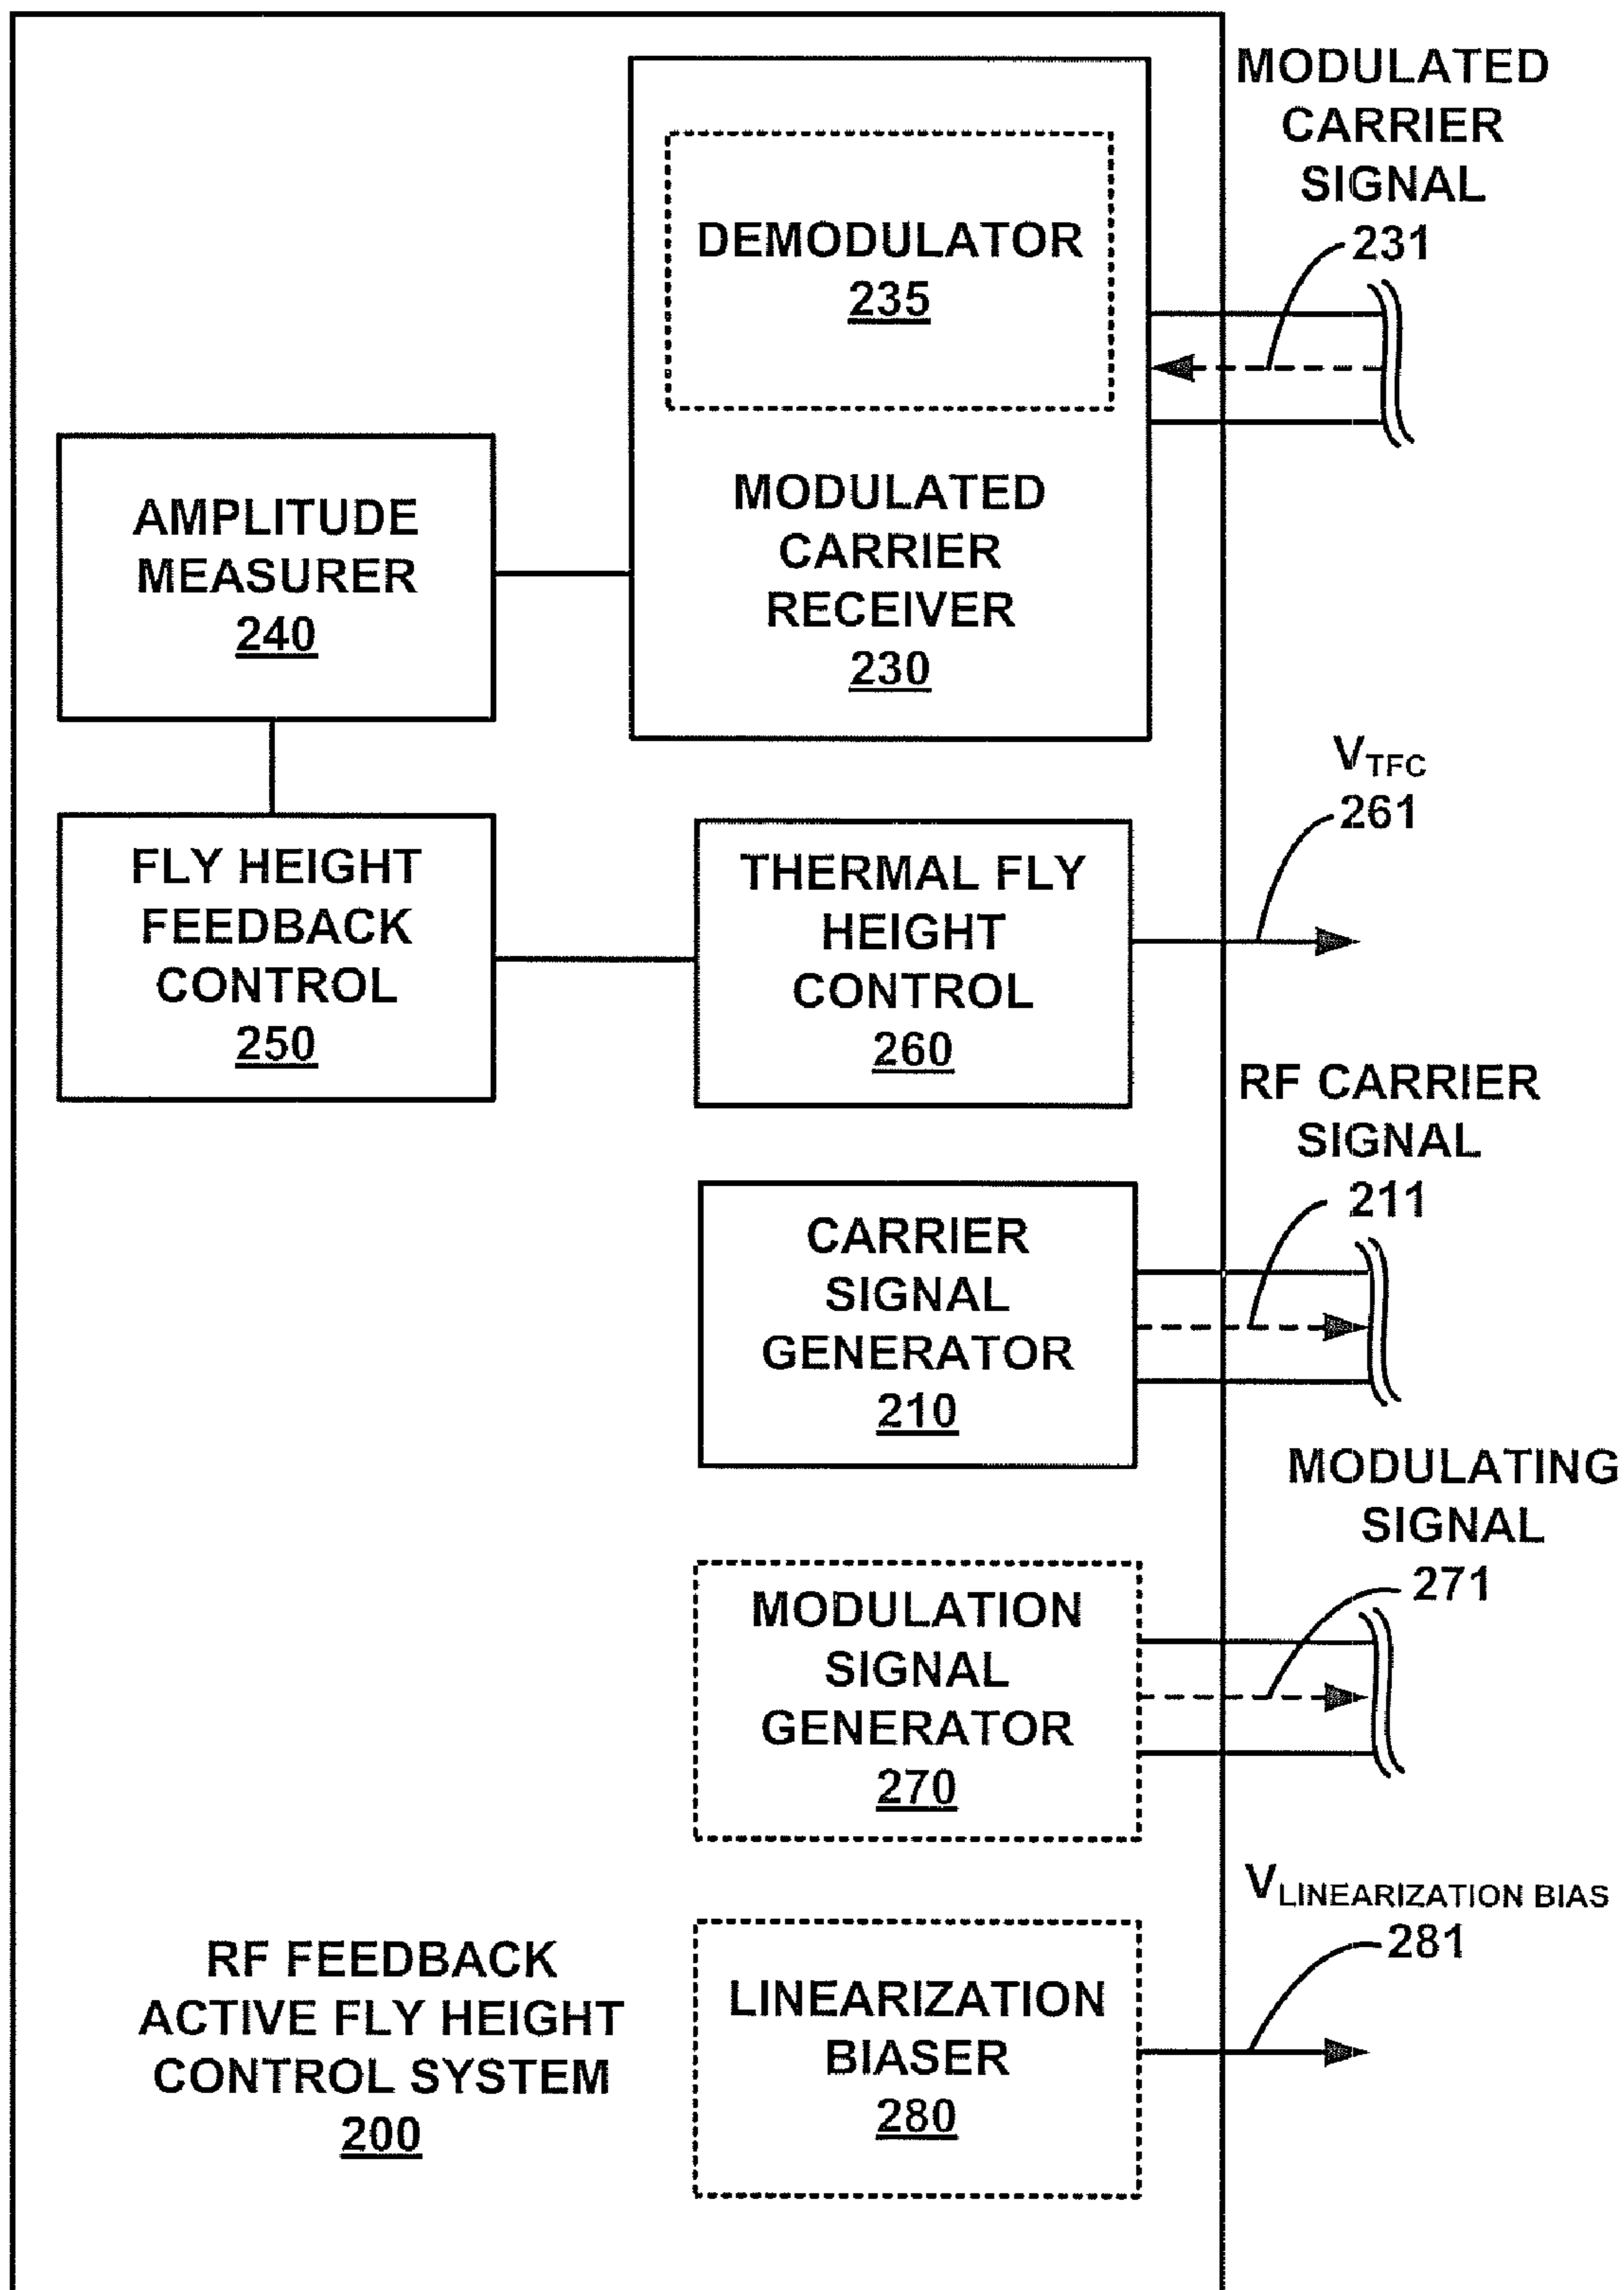 MODULATED
CARRIER
SIGNAL
231
DEMODULATOR
235
MODULATED
CARRIER
RECEIVER
230
AMPLITUDE
MEASURER
240
V_TFC
261
FLY HEIGHT
FEEDBACK
CONTROL
250
THERMAL FLY
HEIGHT
CONTROL
260
RF CARRIER
SIGNAL
211
CARRIER
SIGNAL
GENERATOR
210
MODULATING
SIGNAL
271
MODULATION
SIGNAL
GENERATOR
270
V_LINEARIZATION BIAS
281
LINEARIZATION
BIASER
280
RF FEEDBACK
ACTIVE FLY HEIGHT
CONTROL SYSTEM
200